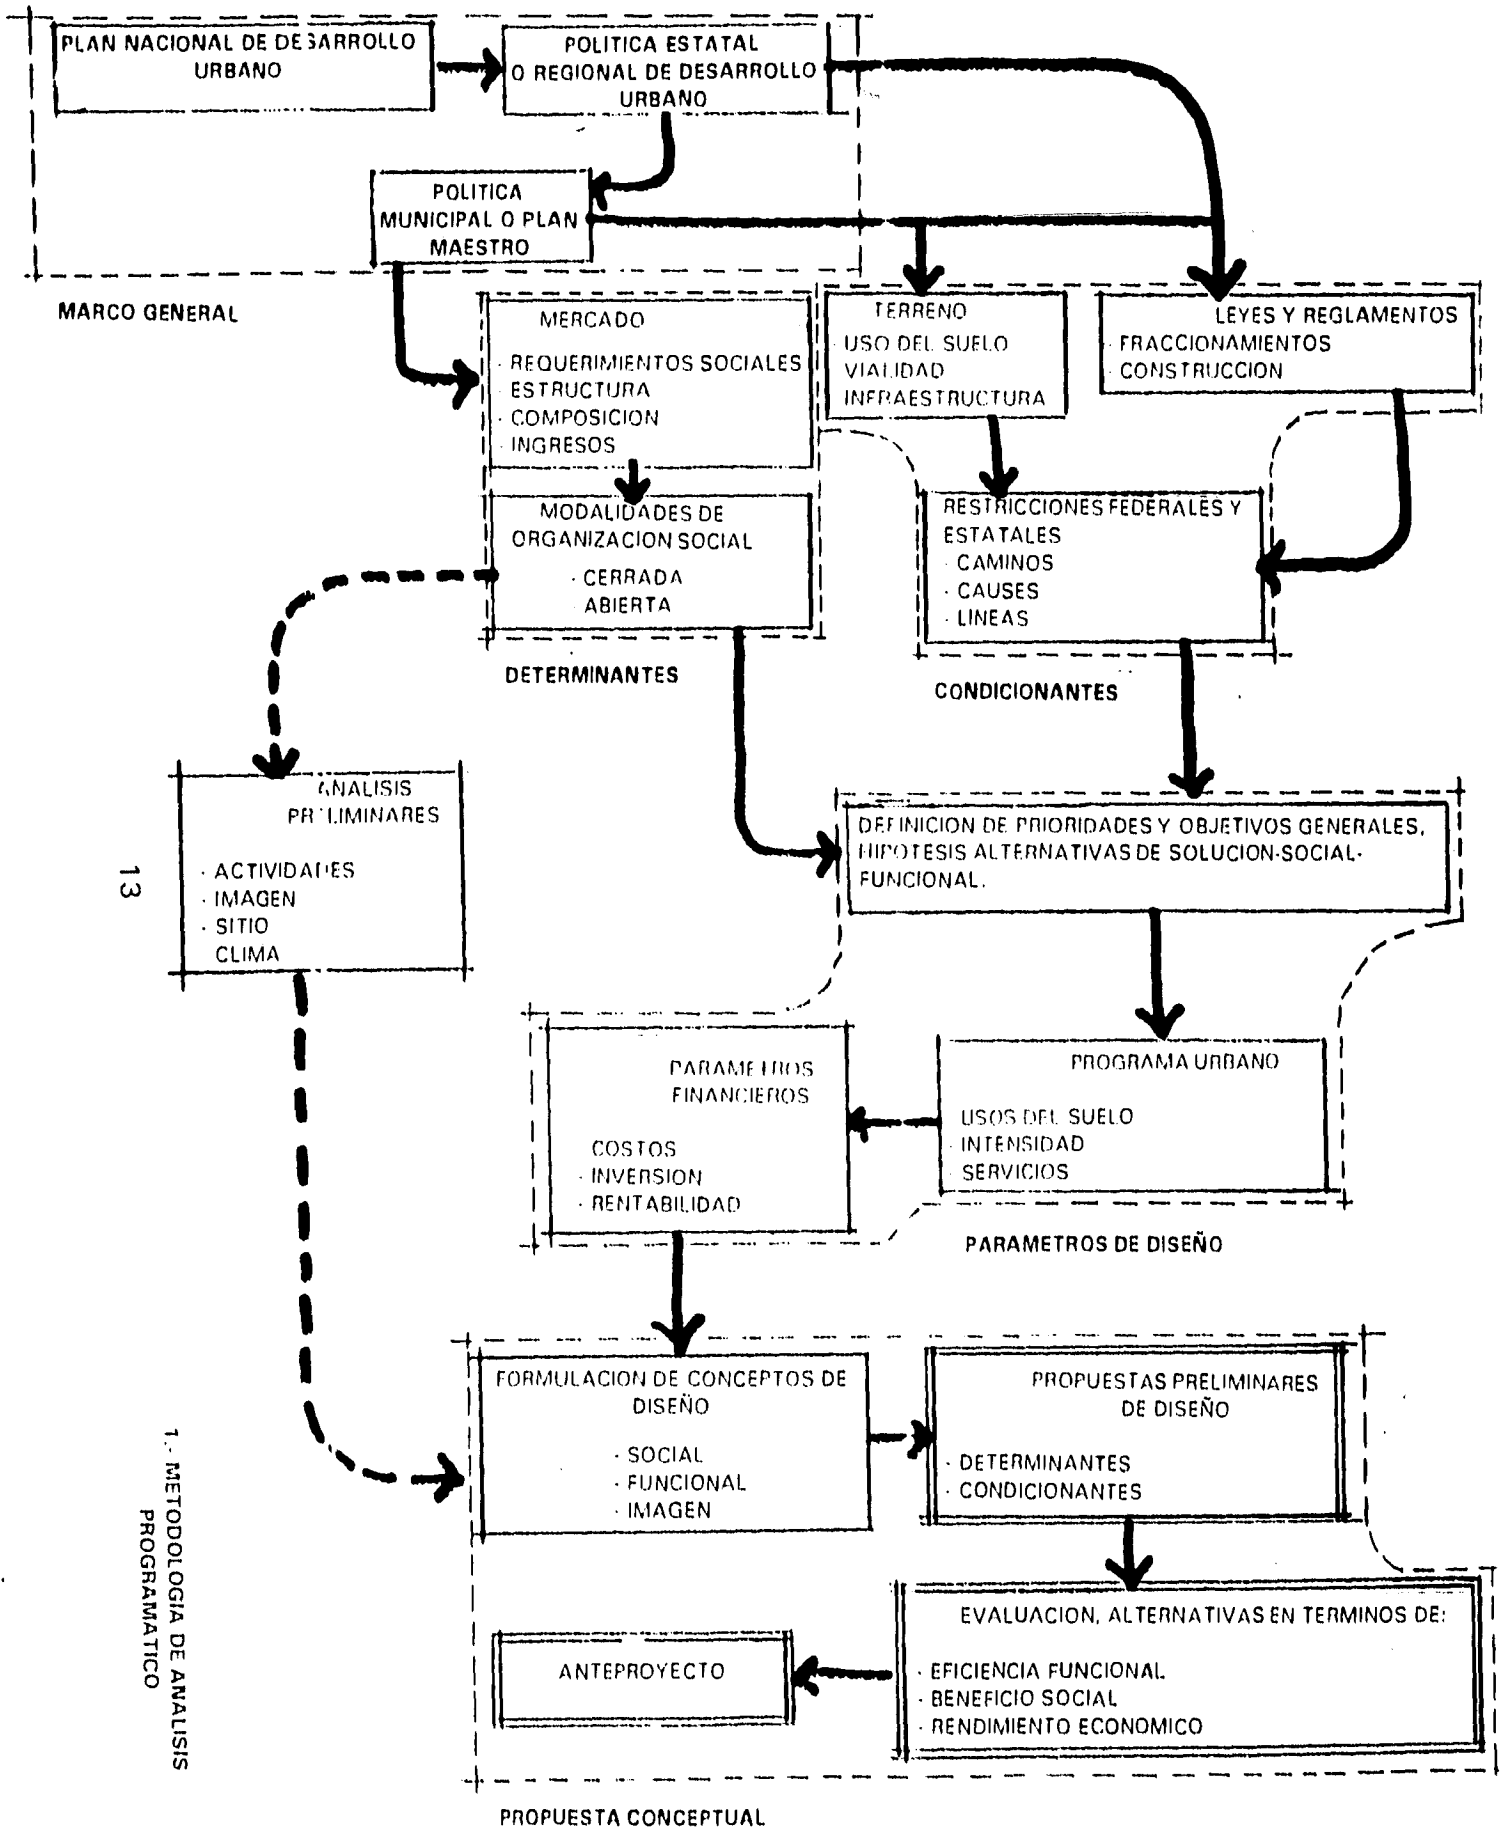 PLAN NACIONAL DE DESARROLLO
URBANO
POLITICA ESTATAL
O REGIONAL DE DESARROLLO
URBANO
POLITICA
MUNICIPAL O PLAN
MAESTRO
MARCO GENERAL
MERCADO
· REQUERIMIENTOS SOCIALES
· ESTRUCTURA
· COMPOSICION
· INGRESOS
TERRENO
· USO DEL SUELO
VIALIDAD
INFRAESTRUCTURA
LEYES Y REGLAMENTOS
· FRACCIONAMIENTOS
· CONSTRUCCION
MODALIDADES DE
ORGANIZACION SOCIAL
· CERRADA
· ABIERTA
DETERMINANTES
RESTRICCIONES FEDERALES Y
ESTATALES
· CAMINOS
· CAUSES
· LINEAS
CONDICIONANTES
ANALISIS
PRELIMINARES
· ACTIVIDADES
· IMAGEN
· SITIO
CLIMA
DEFINICION DE PRIORIDADES Y OBJETIVOS GENERALES,
HIPOTESIS ALTERNATIVAS DE SOLUCION-SOCIAL-
FUNCIONAL.
PROGRAMA URBANO
USOS DEL SUELO
· INTENSIDAD
· SERVICIOS
PARAMETROS
FINANCIEROS
COSTOS
· INVERSION
· RENTABILIDAD
PARAMETROS DE DISEÑO
FORMULACION DE CONCEPTOS DE
DISEÑO
· SOCIAL
· FUNCIONAL
· IMAGEN
PROPUESTAS PRELIMINARES
DE DISEÑO
· DETERMINANTES
· CONDICIONANTES
EVALUACION, ALTERNATIVAS EN TERMINOS DE:
· EFICIENCIA FUNCIONAL
· BENEFICIO SOCIAL
· RENDIMIENTO ECONOMICO
ANTEPROYECTO
PROPUESTA CONCEPTUAL
13
1.- METODOLOGIA DE ANALISIS
PROGRAMATICO